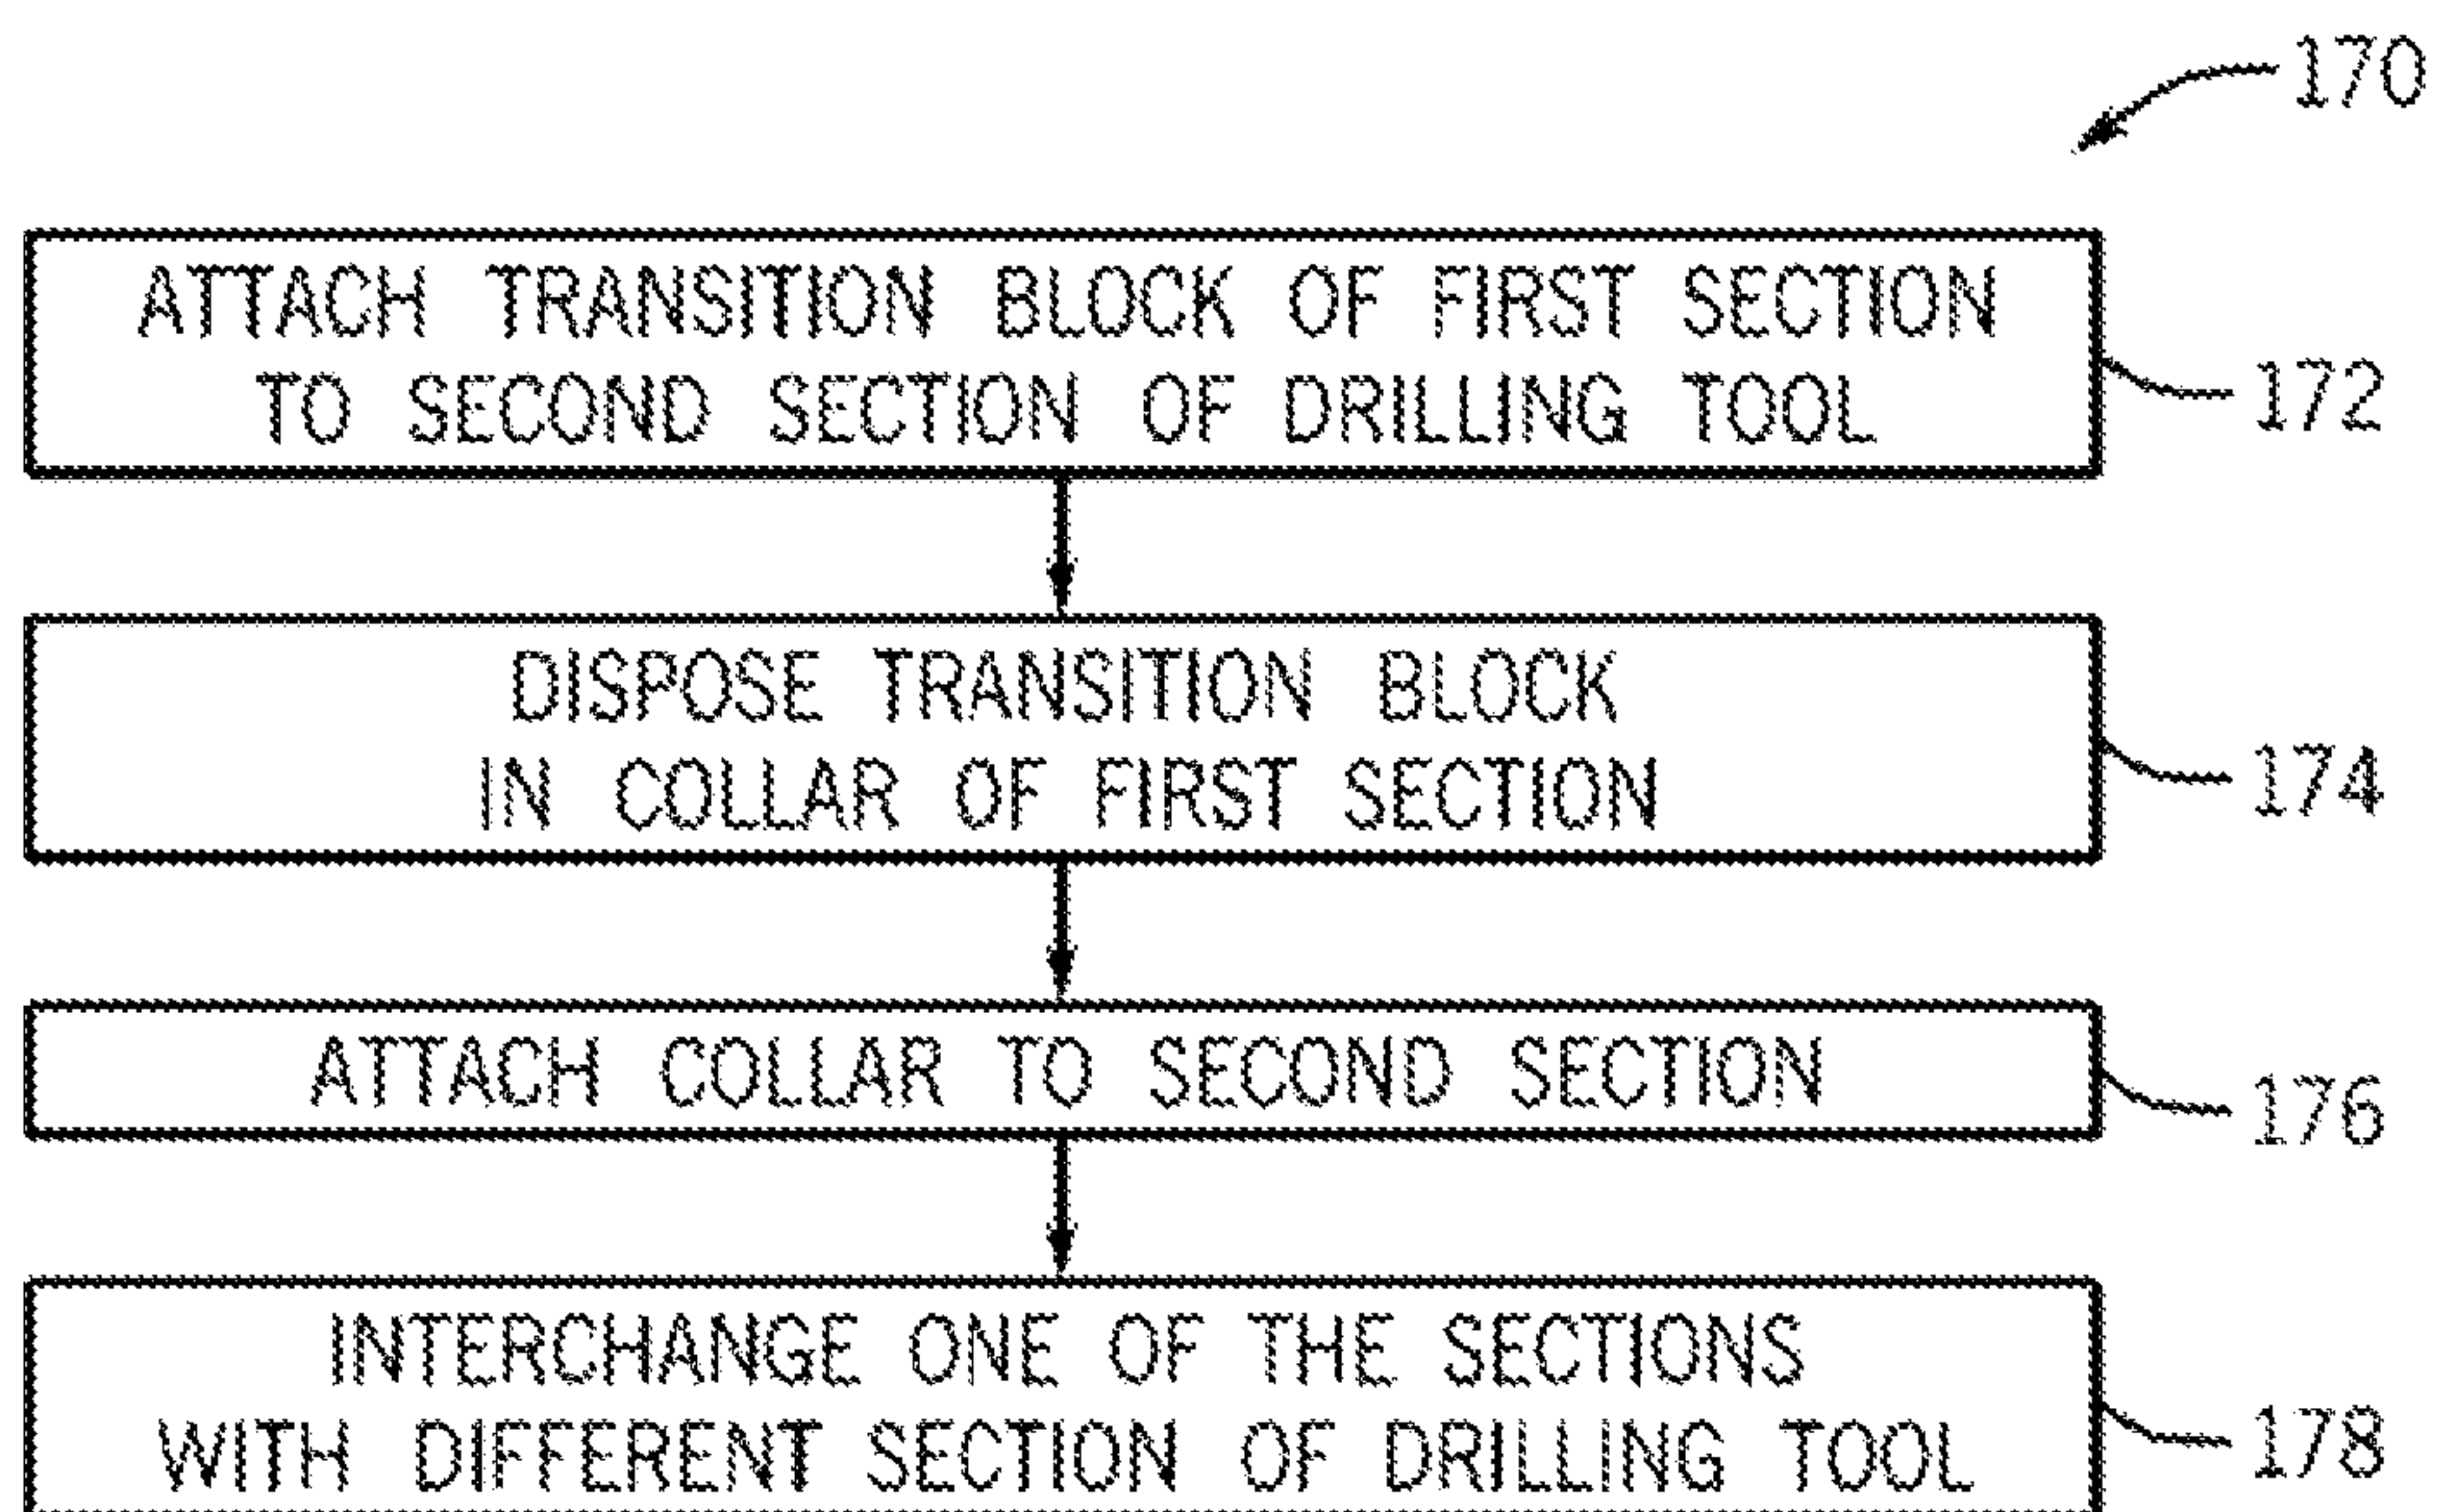 170
ATTACH TRANSITION BLOCK OF FIRST SECTION
TO SECOND SECTION OF DRILLING TOOL
172
DISPOSE TRANSITION BLOCK
IN COLLAR OF FIRST SECTION
174
ATTACH COLLAR TO SECOND SECTION
176
INTERCHANGE ONE OF THE SECTIONS
WITH DIFFERENT SECTION OF DRILLING TOOL
178